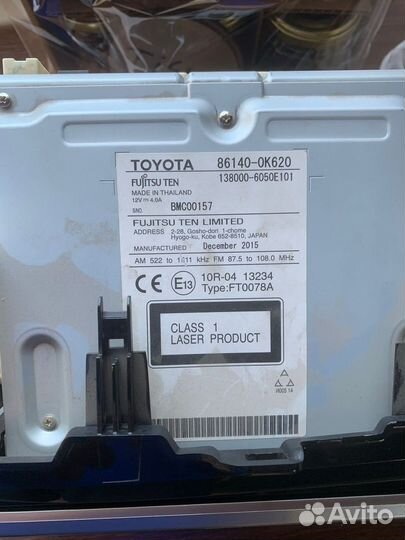 TOYOTA 86140-0K620
FUJITSU TEN 138000-6050E101
MADE IN THAILAND
12V 4.0A
SNO. BMC00157
FUJITSU TEN LIMITED
ADDRESS 2-28, Gosho-dori, 1-chome
Hyogo-ku, Kobe 652-8510, JAPAN
MANUFACTURED December 2015
AM 522 to 1611 kHz FM 87.5 to 108.0 MHz
CE E13 10R-04 13234
Type:FT0078A
CLASS 1
LASER PRODUCT
Avito